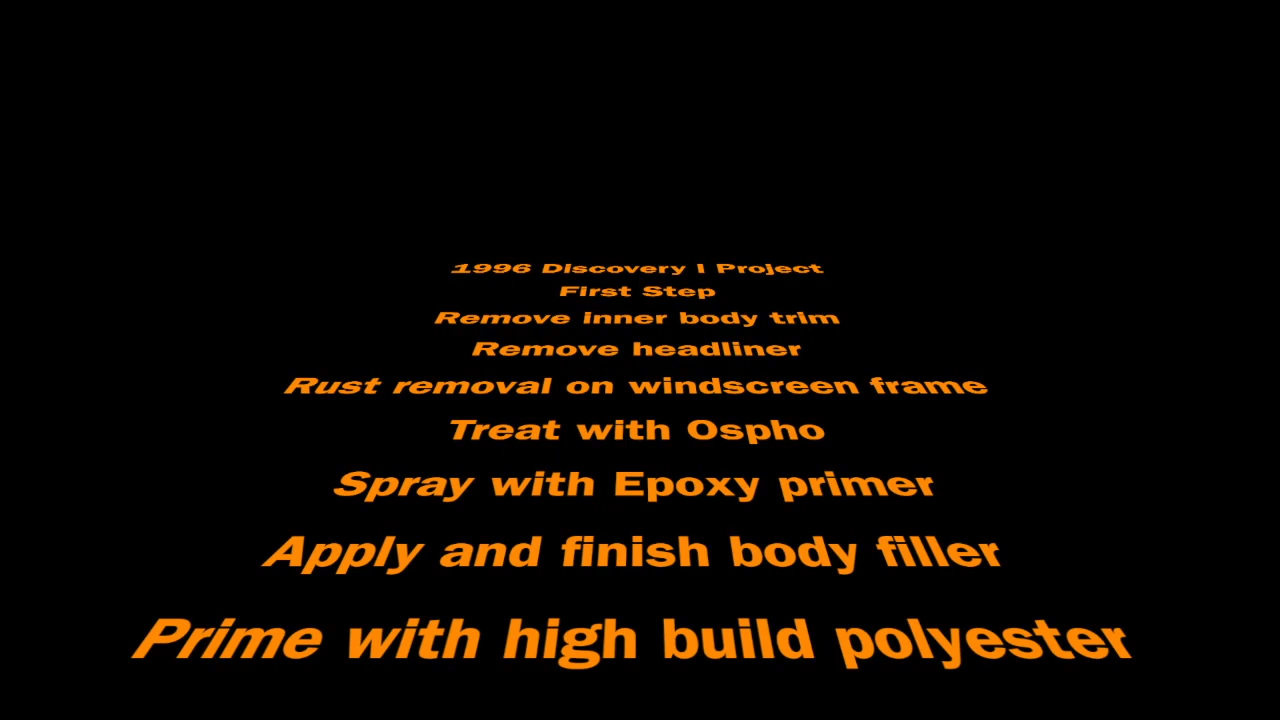 1996 Discovery I Project
First Step
Remove inner body trim
Remove headliner
Rust removal on windscreen frame
Treat with Ospho
Spray with Epoxy primer
Apply and finish body filler
Prime with high build polyester